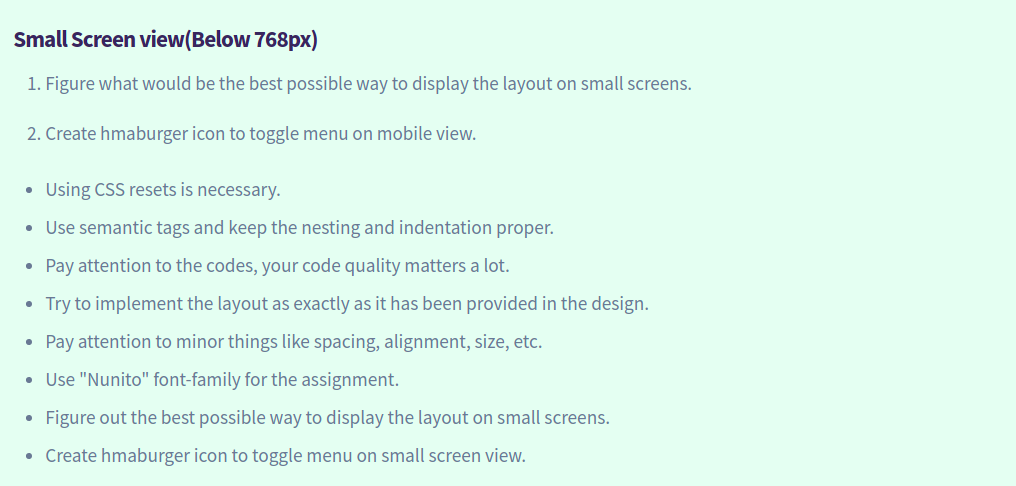 Small Screen view(Below 768px)
1. Figure what would be the best possible way to display the layout on small screens.
2. Create hmaburger icon to toggle menu on mobile view.
• Using CSS resets is necessary.
• Use semantic tags and keep the nesting and indentation proper.
• Pay attention to the codes, your code quality matters a lot.
• Try to implement the layout as exactly as it has been provided in the design.
• Pay attention to minor things like spacing, alignment, size, etc.
• Use "Nunito" font-family for the assignment.
• Figure out the best possible way to display the layout on small screens.
• Create hmaburger icon to toggle menu on small screen view.